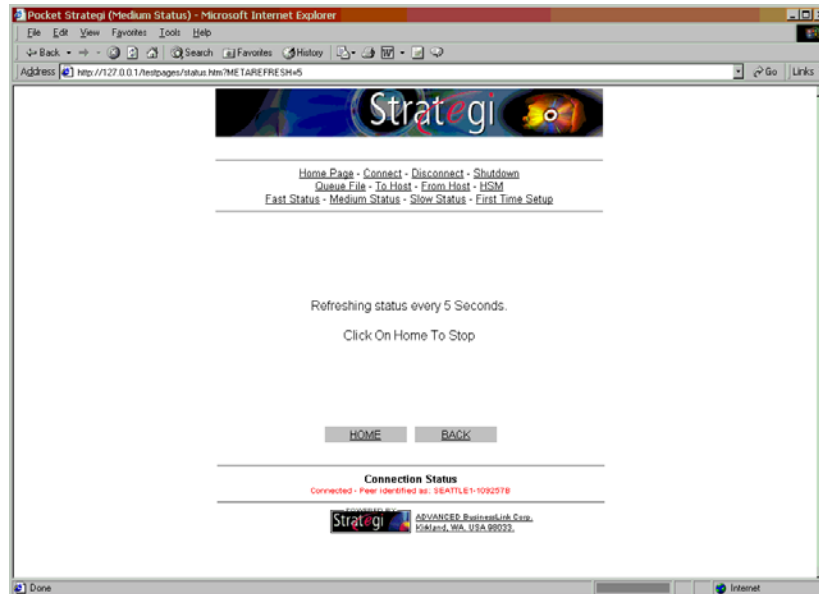 Pocket Strategi (Medium Status) - Microsoft Internet Explorer
File Edit View Favorites Tools Help
Back Search Favorites History
Address http://127.0.0.1/testpages/status.htm?METAREFRESH=5 Go Links
Strategi
Home Page - Connect - Disconnect - Shutdown
Queue File - To Host - From Host - HSM
Fast Status - Medium Status - Slow Status - First Time Setup
Refreshing status every 5 Seconds.
Click On Home To Stop
HOME BACK
Connection Status
Connected - Peer identified as: SEATTLE1-109257B
POWERED BY
Strategi
ADVANCED BusinessLink Corp.
Kirkland, WA, USA 98033.
Done Internet